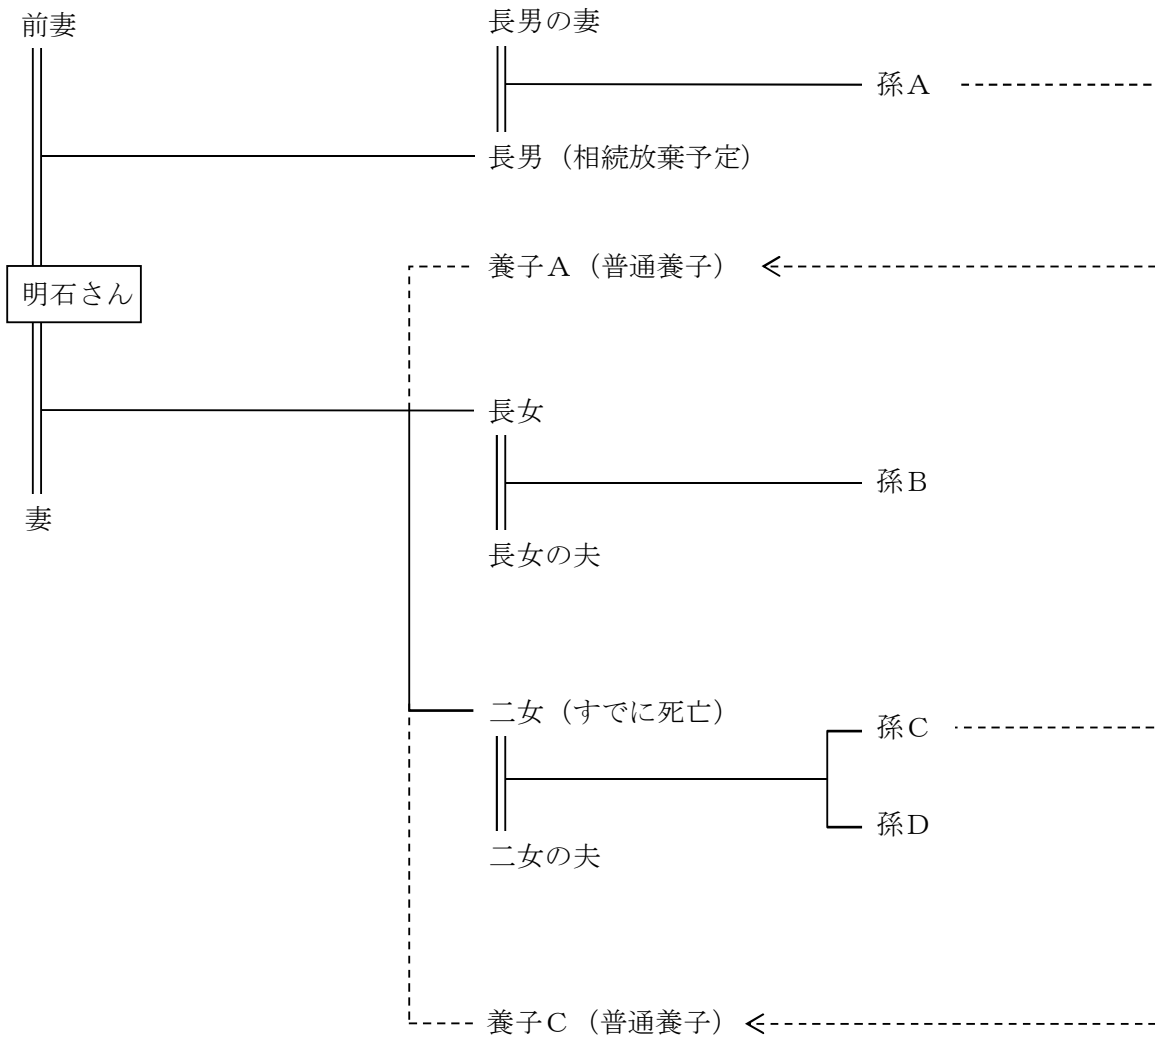 前妻
長男の妻
孫A
長男（相続放棄予定）
養子A（普通養子）
明石さん
長女
孫B
妻
長女の夫
二女（すでに死亡）
孫C
孫D
二女の夫
養子C（普通養子）